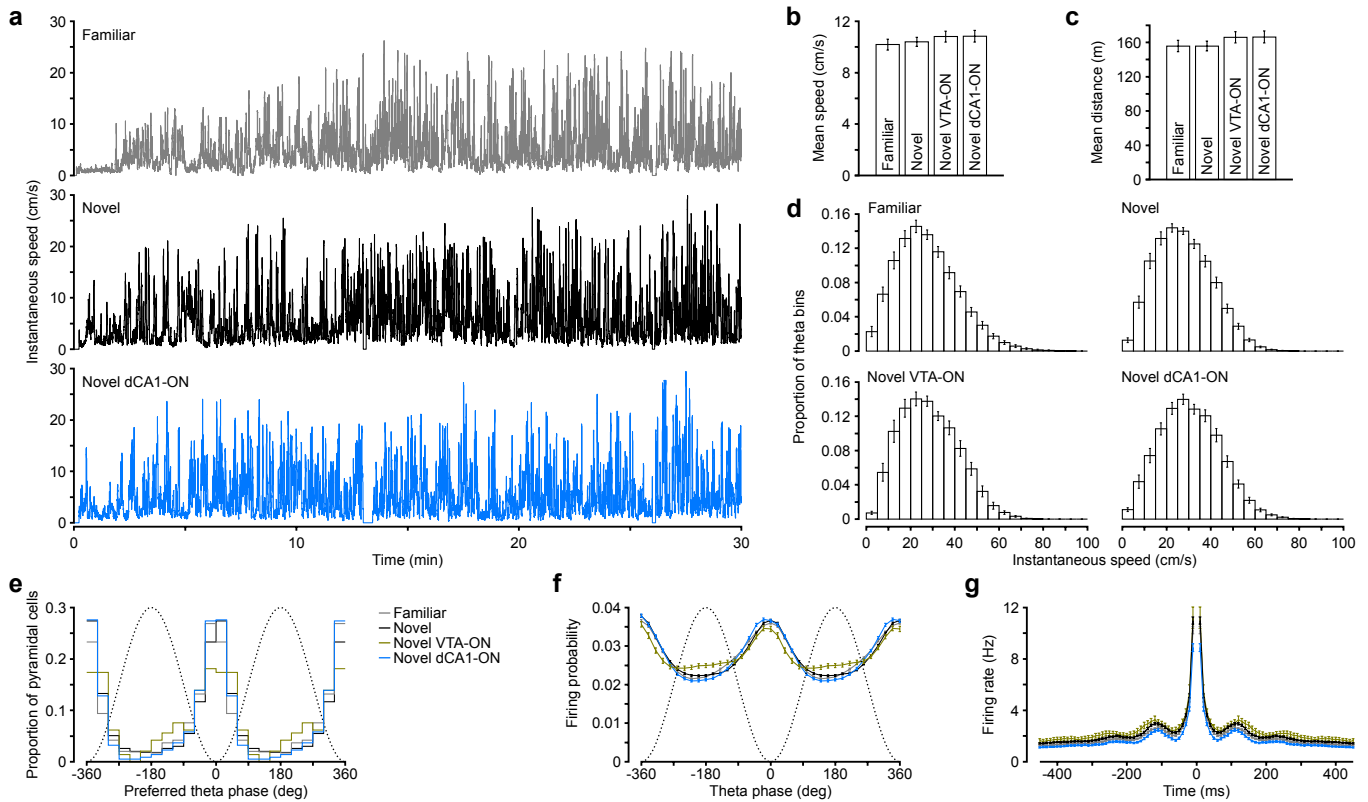 a
Familiar
30
20
10
0
Novel
30
20
10
0
Novel dCA1-ON
30
20
10
0
Instantaneous speed (cm/s)
0
10
20
30
Time (min)
b
12
10
8
6
4
2
0
Mean speed (cm/s)
Familiar
Novel
Novel VTA-ON
Novel dCA1-ON
c
160
120
80
40
0
Mean distance (m)
Familiar
Novel
Novel VTA-ON
Novel dCA1-ON
d
Familiar
Novel
0.16
0.12
0.08
0.04
0
Novel VTA-ON
Novel dCA1-ON
0.16
0.12
0.08
0.04
0
Proportion of theta bins
0 20 40 60 80 100
0 20 40 60 80 100
Instantaneous speed (cm/s)
e
0.3
0.2
0.1
0
Proportion of pyramidal cells
-360 -180 0 180 360
Preferred theta phase (deg)
Familiar
Novel
Novel VTA-ON
Novel dCA1-ON
f
0.04
0.03
0.02
0.01
0
Firing probability
-360 -180 0 180 360
Theta phase (deg)
g
12
8
4
0
Firing rate (Hz)
-400 -200 0 200 400
Time (ms)